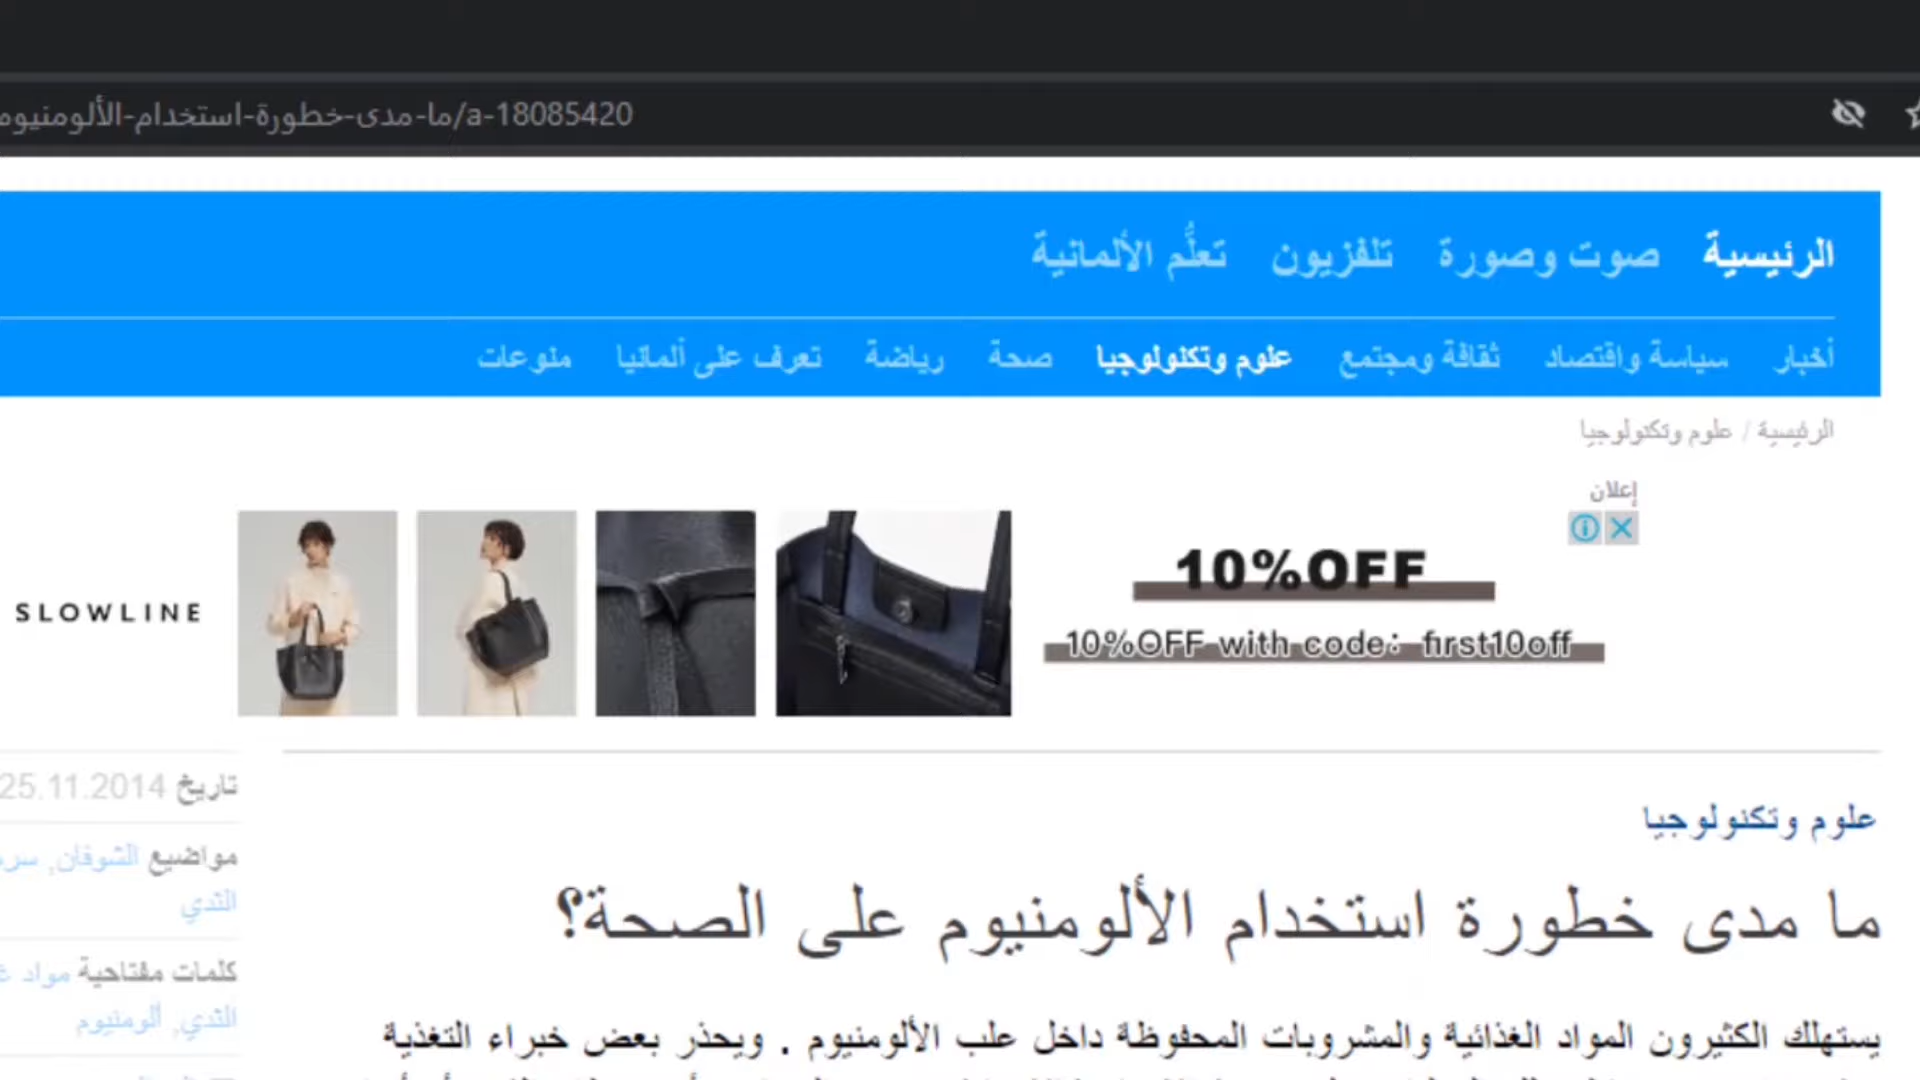 ما-مدى-خطورة-استخدام-الألومنيوم/a-18085420
الرئيسية صوت وصورة تلفزيون تعلَّم الألمانية
أخبار سياسة واقتصاد ثقافة ومجتمع علوم وتكنولوجيا صحة رياضة تعرف على ألمانيا منوعات
الرئيسية / علوم وتكنولوجيا
إعلان
SLOWLINE
10%OFF
10%OFF with code: first10off
علوم وتكنولوجيا
ما مدى خطورة استخدام الألومنيوم على الصحة؟
يستهلك الكثيرون المواد الغذائية والمشروبات المحفوظة داخل علب الألومنيوم . ويحذر بعض خبراء التغذية
تاريخ 25.11.2014
مواضيع
الثدي
كلمات مفتاحية مواد
الثدي, ألومنيوم